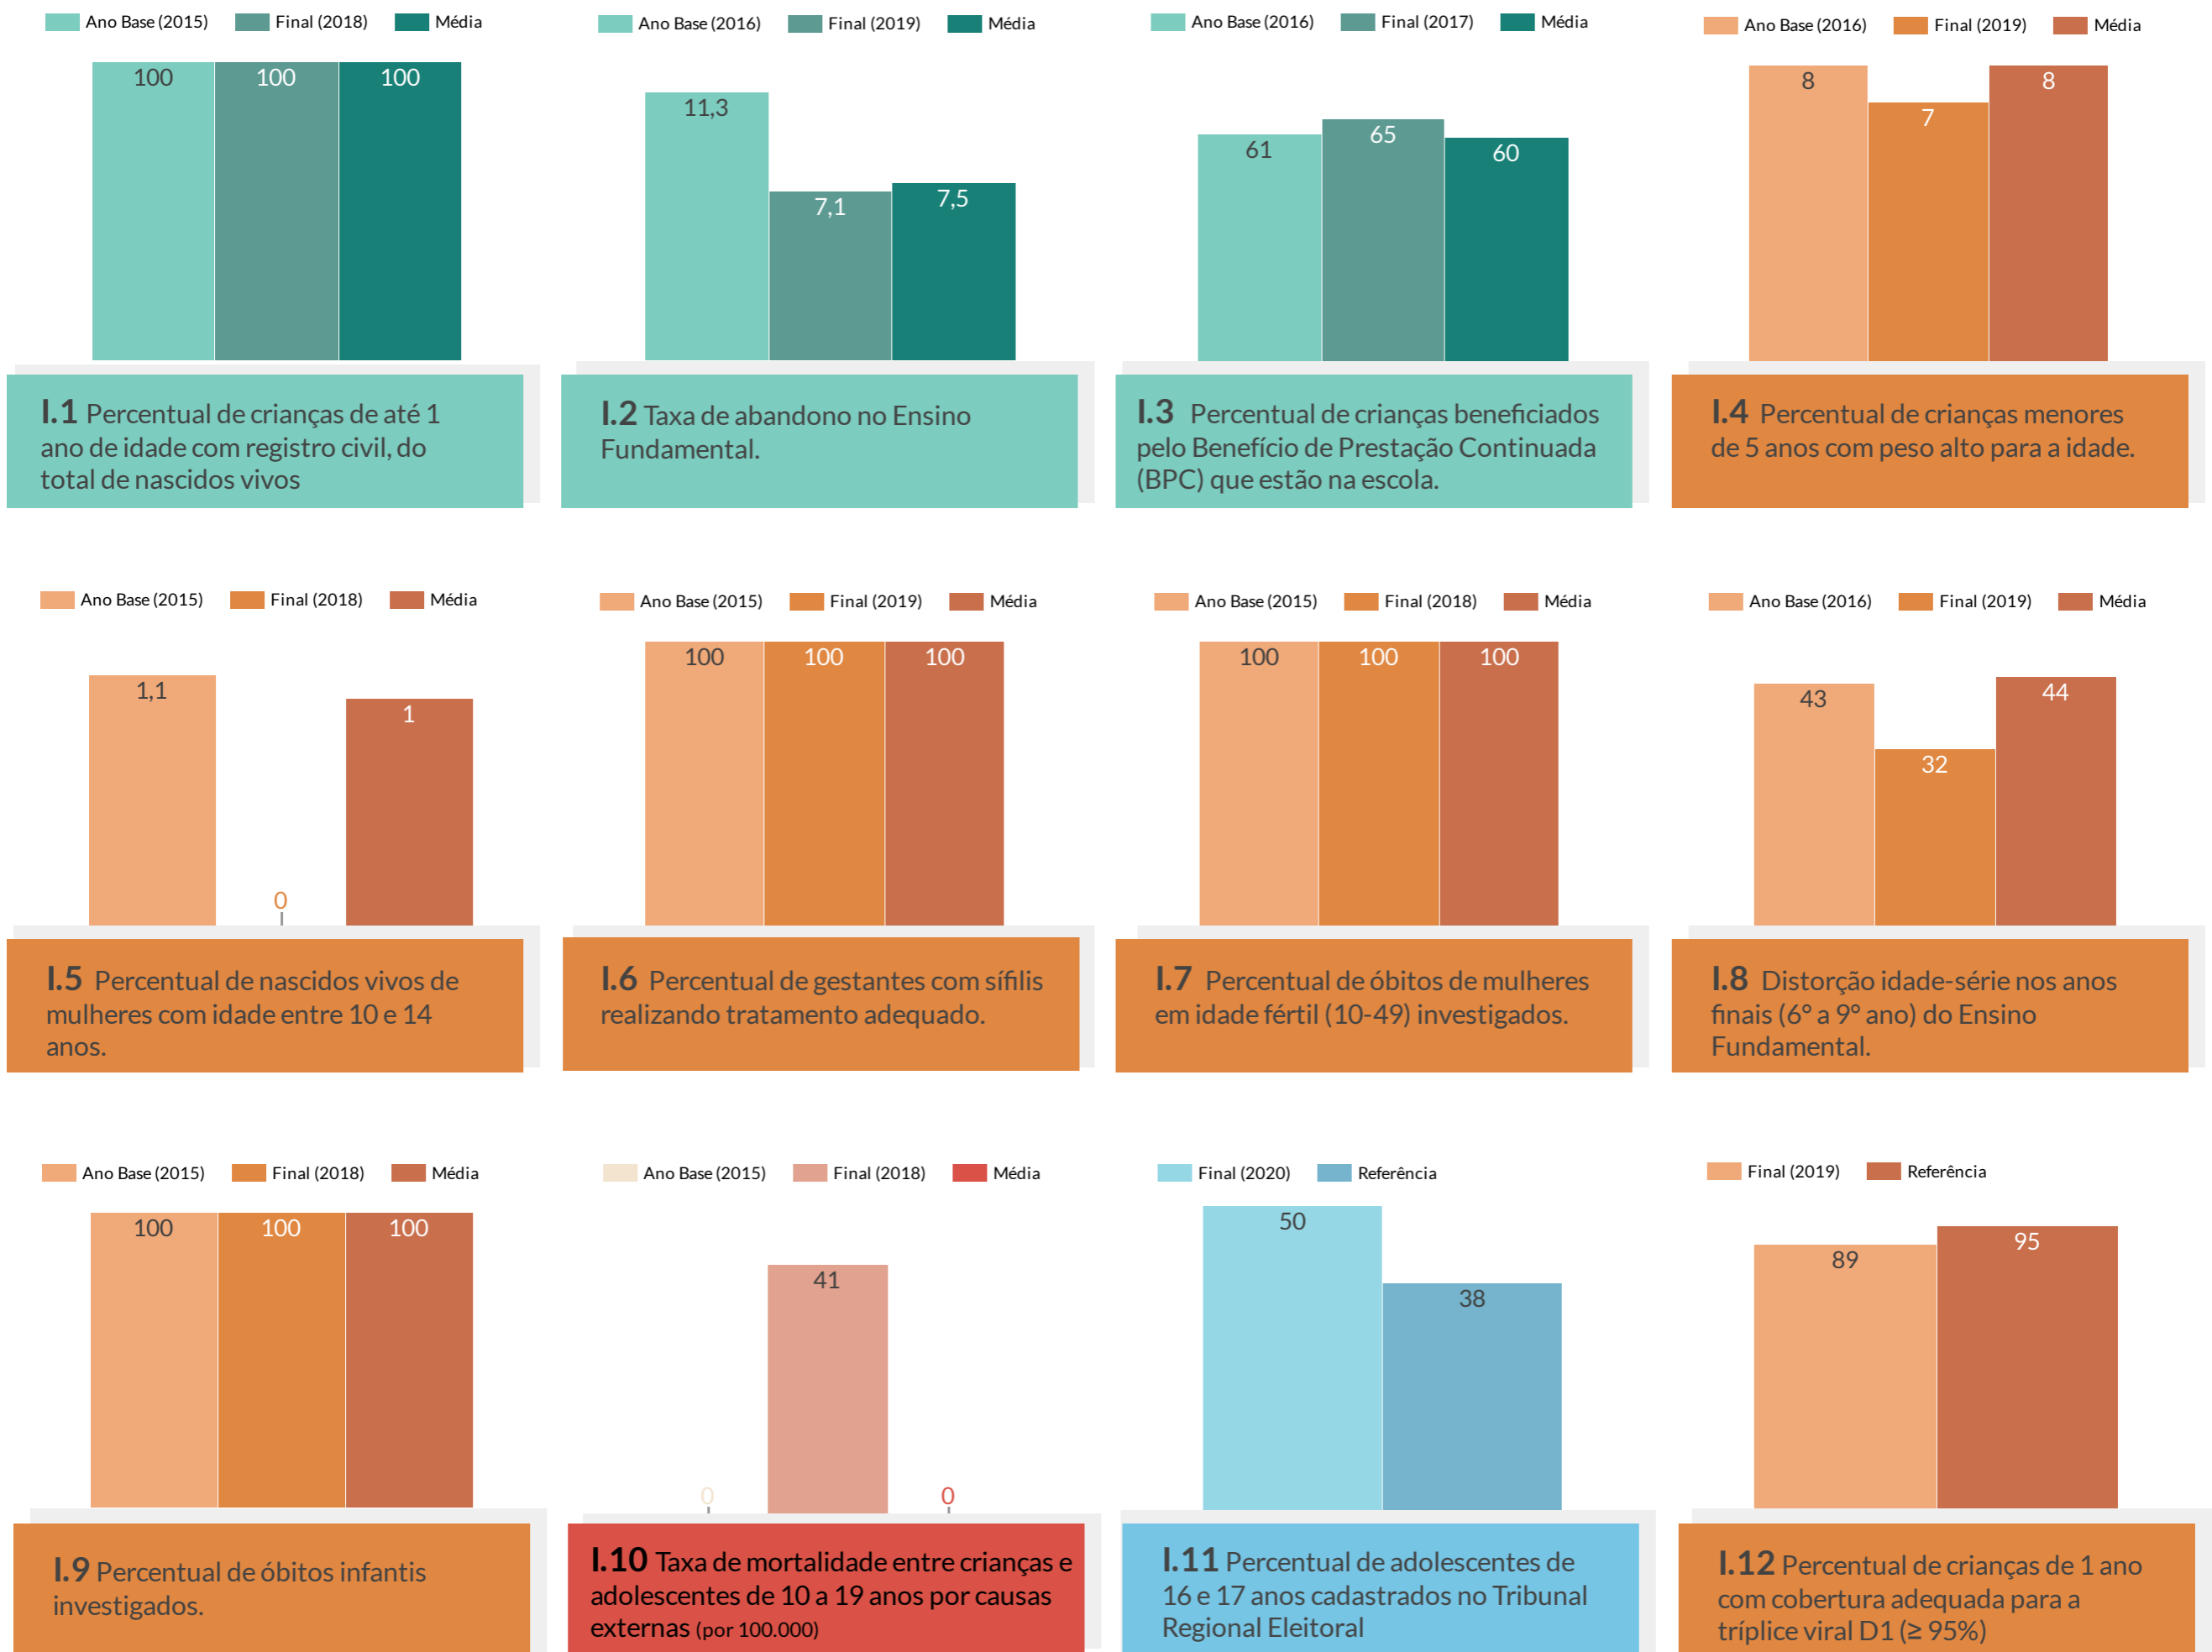 Ano Base (2015) Final (2018) Média
100 100 100
I.1 Percentual de crianças de até 1
ano de idade com registro civil, do
total de nascidos vivos
Ano Base (2016) Final (2019) Média
11,3 7,1 7,5
I.2 Taxa de abandono no Ensino
Fundamental.
Ano Base (2016) Final (2017) Média
61 65 60
I.3 Percentual de crianças beneficiados
pelo Benefício de Prestação Continuada
(BPC) que estão na escola.
Ano Base (2016) Final (2019) Média
8 7 8
I.4 Percentual de crianças menores
de 5 anos com peso alto para a idade.
Ano Base (2015) Final (2018) Média
1,1 0 1
I.5 Percentual de nascidos vivos de
mulheres com idade entre 10 e 14
anos.
Ano Base (2015) Final (2019) Média
100 100 100
I.6 Percentual de gestantes com sífilis
realizando tratamento adequado.
Ano Base (2015) Final (2018) Média
100 100 100
I.7 Percentual de óbitos de mulheres
em idade fértil (10-49) investigados.
Ano Base (2016) Final (2019) Média
43 32 44
I.8 Distorção idade-série nos anos
finais (6° a 9° ano) do Ensino
Fundamental.
Ano Base (2015) Final (2018) Média
100 100 100
I.9 Percentual de óbitos infantis
investigados.
Ano Base (2015) Final (2018) Média
0 41 0
I.10 Taxa de mortalidade entre crianças e
adolescentes de 10 a 19 anos por causas
externas (por 100.000)
Final (2020) Referência
50 38
I.11 Percentual de adolescentes de
16 e 17 anos cadastrados no Tribunal
Regional Eleitoral
Final (2019) Referência
89 95
I.12 Percentual de crianças de 1 ano
com cobertura adequada para a
tríplice viral D1 (≥ 95%)